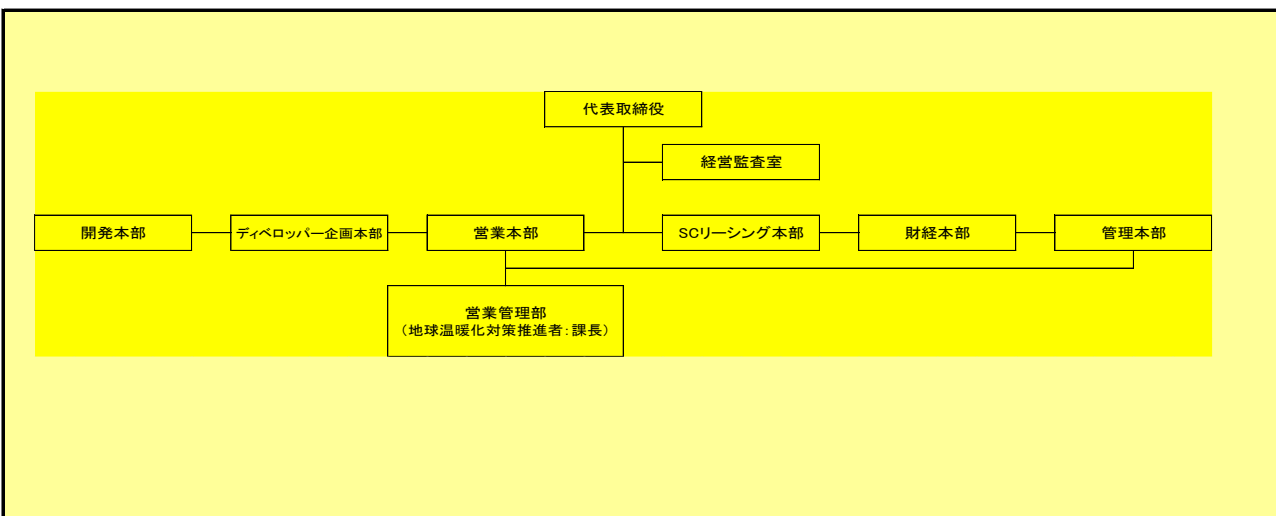 代表取締役
経営監査室
開発本部
ディベロッパー企画本部
営業本部
SCリーシング本部
財経本部
管理本部
営業管理部
（地球温暖化対策推進者：課長）